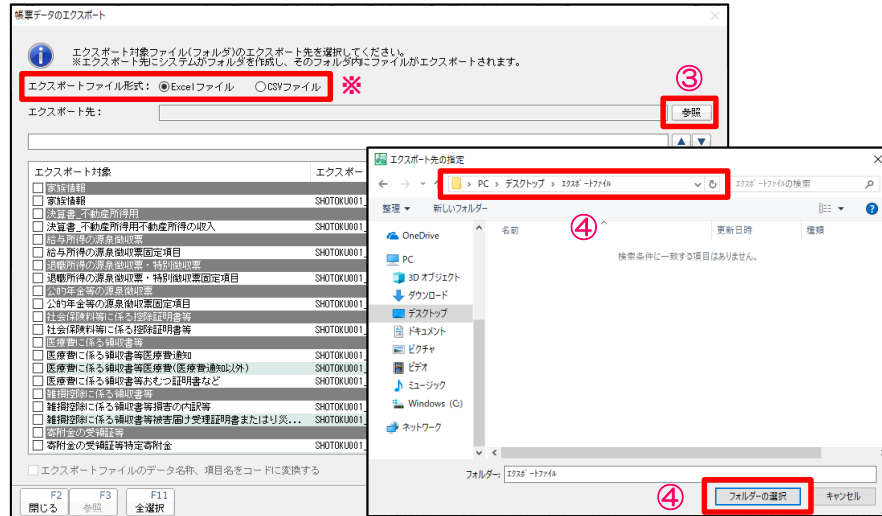 帳票データのエクスポート
エクスポート対象ファイル(フォルダ)のエクスポート先を選択してください。
※エクスポート先にシステムがフォルダを作成し、そのフォルダ内にファイルがエクスポートされます。
エクスポートファイル形式： Excelファイル CSVファイル ※
③
エクスポート先： 参照
エクスポート対象 エクスポー
家族情報
家族情報 SHOTOKU001_
決算書_不動産所得用
決算書_不動産所得用不動産所得の収入 SHOTOKU001_
給与所得の源泉徴収票
給与所得の源泉徴収票固定項目 SHOTOKU001_
退職所得の源泉徴収票・特別徴収票
退職所得の源泉徴収票・特別徴収票固定項目 SHOTOKU001_
公的年金等の源泉徴収票
公的年金等の源泉徴収票固定項目 SHOTOKU001_
社会保険料等に係る控除証明書等
社会保険料等に係る控除証明書等 SHOTOKU001_
医療費に係る領収書等
医療費に係る領収書等医療費通知 SHOTOKU001_
医療費に係る領収書等医療費(医療費通知以外) SHOTOKU001_
医療費に係る領収書等おむつ証明書など SHOTOKU001_
雑損控除に係る領収書等
雑損控除に係る領収書等損害の内訳等 SHOTOKU001_
雑損控除に係る領収書等被害届け受理証明書またはり災... SHOTOKU001_
寄附金の受領証等
寄附金の受領証等特定寄附金 SHOTOKU001_
エクスポートファイルのデータ名称、項目名をコードに変換する
F2 F3 F11
閉じる 参照 全選択
エクスポート先の指定
PC › デスクトップ › ｴｸｽﾎﾟｰﾄﾌｧｲﾙ ｴｸｽﾎﾟｰﾄﾌｧｲﾙの検索
整理 新しいフォルダー
④
名前 更新日時 種類
検索条件に一致する項目はありません。
OneDrive
PC
3D オブジェクト
ダウンロード
デスクトップ
ドキュメント
ピクチャ
ビデオ
ミュージック
Windows (C:)
ネットワーク
フォルダー: ｴｸｽﾎﾟｰﾄﾌｧｲﾙ
④ フォルダーの選択 キャンセル